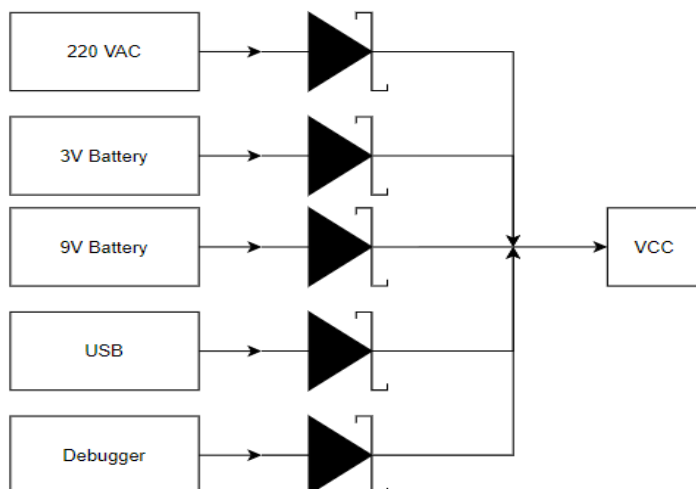 220 VAC
3V Battery
9V Battery
VCC
USB
Debugger